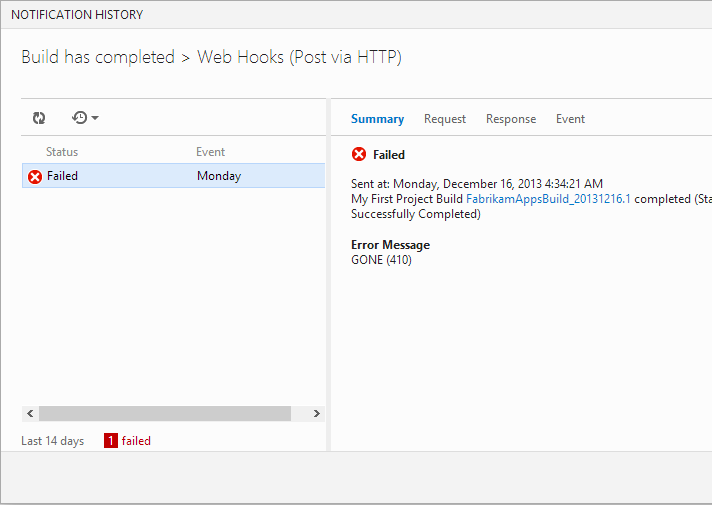 NOTIFICATION HISTORY
Build has completed > Web Hooks (Post via HTTP)
Summary Request Response Event
Status Event
Failed Monday
Failed
Sent at: Monday, December 16, 2013 4:34:21 AM
My First Project Build FabrikamAppsBuild_20131216.1 completed (Sta
Successfully Completed)
Error Message
GONE (410)
Last 14 days 1 failed